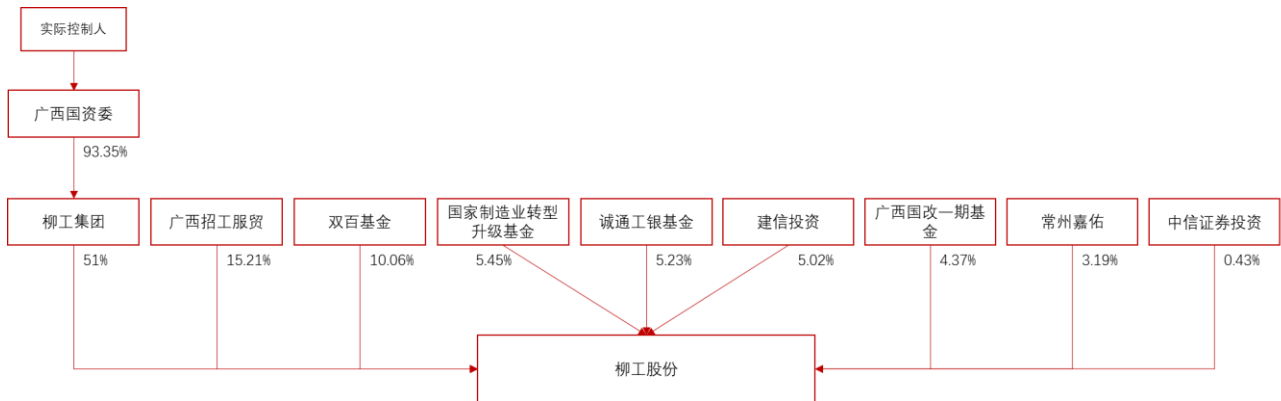 实际控制人
广西国资委
93.35%
柳工集团
广西招工服贸
双百基金
国家制造业转型
升级基金
诚通工银基金
建信投资
广西国改一期基
金
常州嘉佑
中信证券投资
51%
15.21%
10.06%
5.45%
5.23%
5.02%
4.37%
3.19%
0.43%
柳工股份